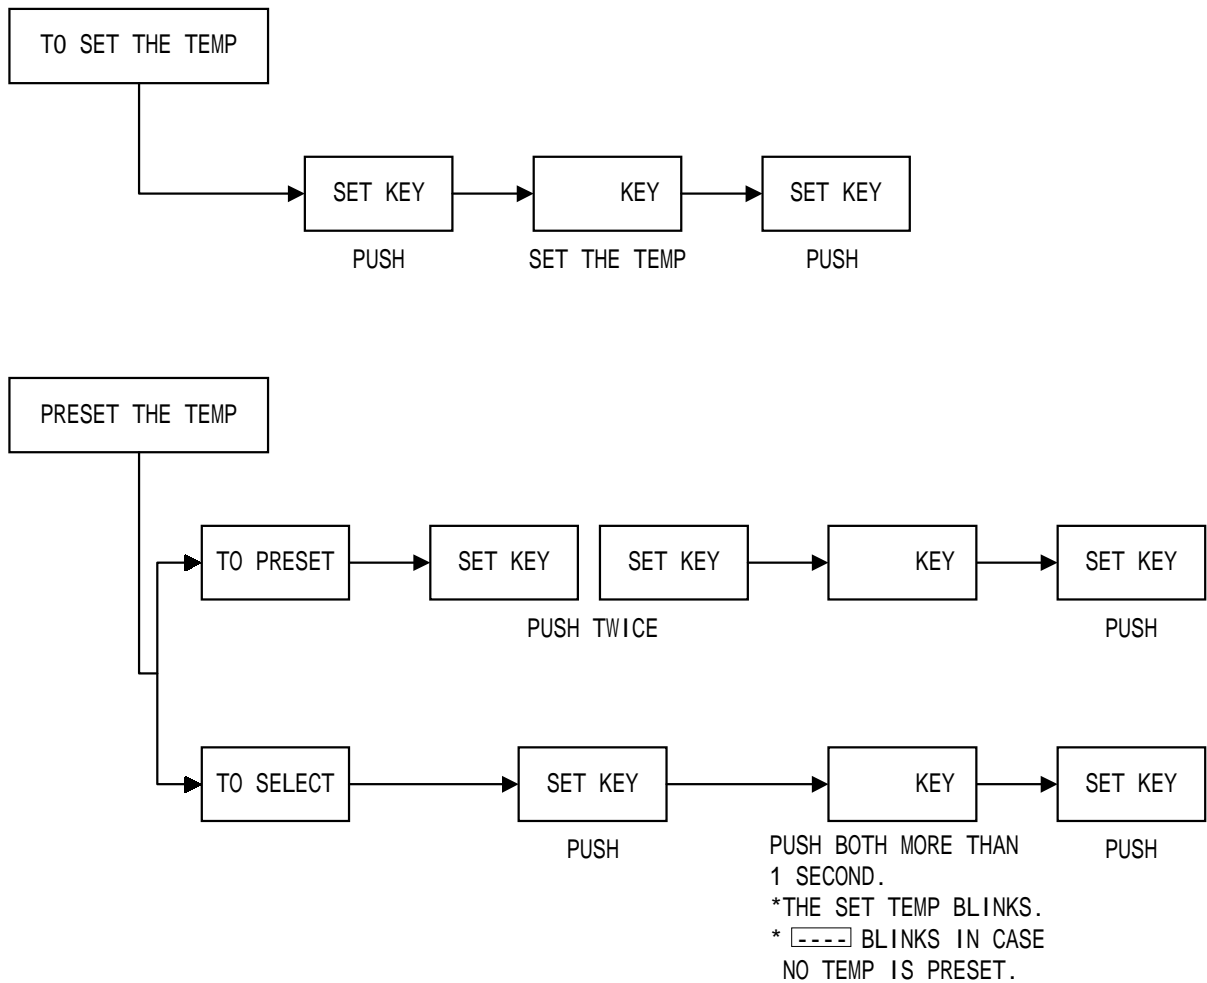 TO SET THE TEMP
SET KEY
KEY
SET KEY
PUSH
SET THE TEMP
PUSH
PRESET THE TEMP
TO PRESET
SET KEY
SET KEY
KEY
SET KEY
PUSH TWICE
PUSH
TO SELECT
SET KEY
KEY
SET KEY
PUSH
PUSH BOTH MORE THAN
1 SECOND.
*THE SET TEMP BLINKS.
* ---- BLINKS IN CASE
NO TEMP IS PRESET.
PUSH